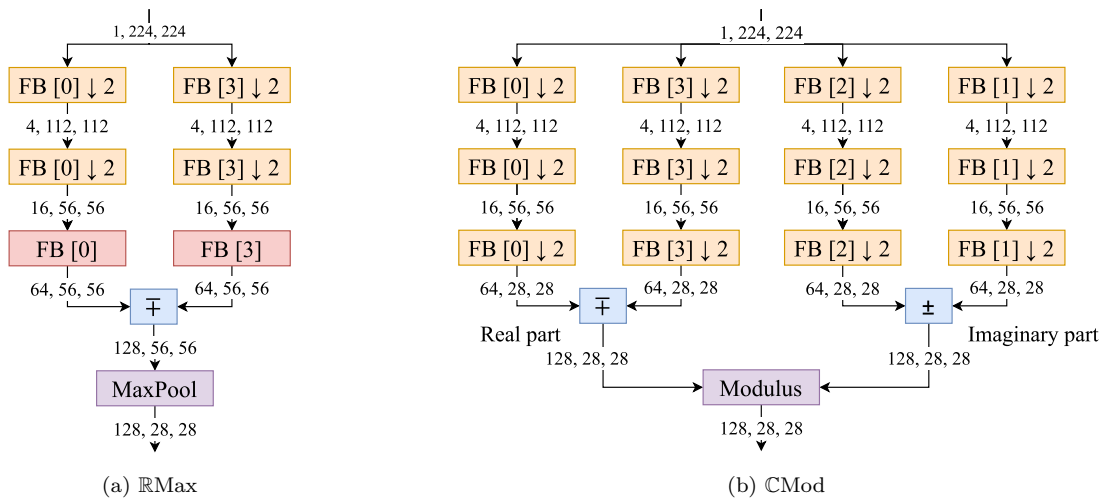 1, 224, 224
FB [0] ↓ 2
FB [3] ↓ 2
4, 112, 112
4, 112, 112
FB [0] ↓ 2
FB [3] ↓ 2
16, 56, 56
16, 56, 56
FB [0]
FB [3]
64, 56, 56
64, 56, 56
∓
128, 56, 56
MaxPool
128, 28, 28
(a) ℝMax
1, 224, 224
FB [0] ↓ 2
FB [3] ↓ 2
FB [2] ↓ 2
FB [1] ↓ 2
4, 112, 112
4, 112, 112
4, 112, 112
4, 112, 112
FB [0] ↓ 2
FB [3] ↓ 2
FB [2] ↓ 2
FB [1] ↓ 2
16, 56, 56
16, 56, 56
16, 56, 56
16, 56, 56
FB [0] ↓ 2
FB [3] ↓ 2
FB [2] ↓ 2
FB [1] ↓ 2
64, 28, 28
64, 28, 28
64, 28, 28
64, 28, 28
∓
±
Real part
Imaginary part
128, 28, 28
128, 28, 28
Modulus
128, 28, 28
(b) ℂMod